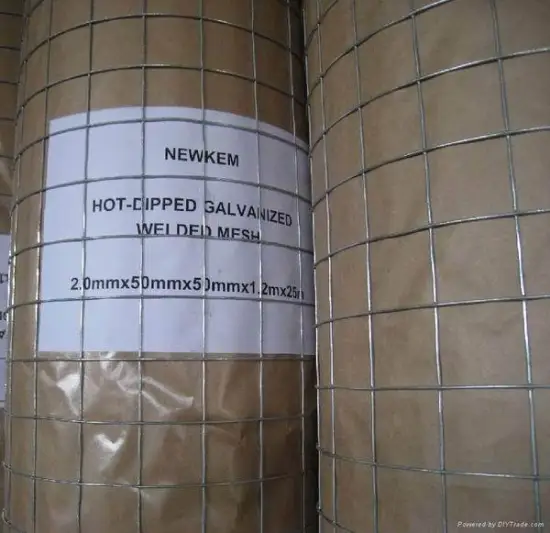 NEWKEM
HOT-DIPPED GALVANIZED
WELDED MESH
2.0mmx50mmx50mmx1.2mx25m
Powered by DIYTrade.com